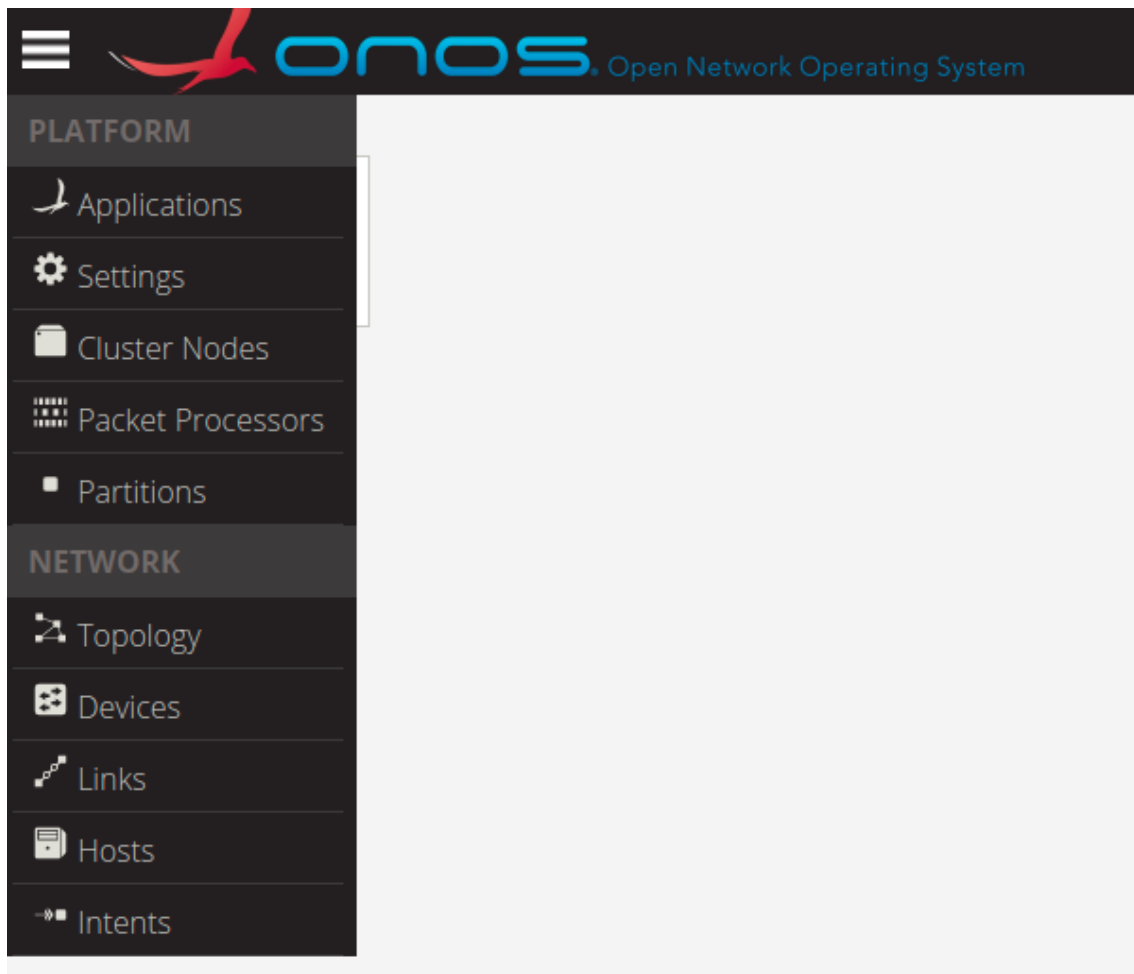 onos. Open Network Operating System
PLATFORM
Applications
Settings
Cluster Nodes
Packet Processors
Partitions
NETWORK
Topology
Devices
Links
Hosts
Intents